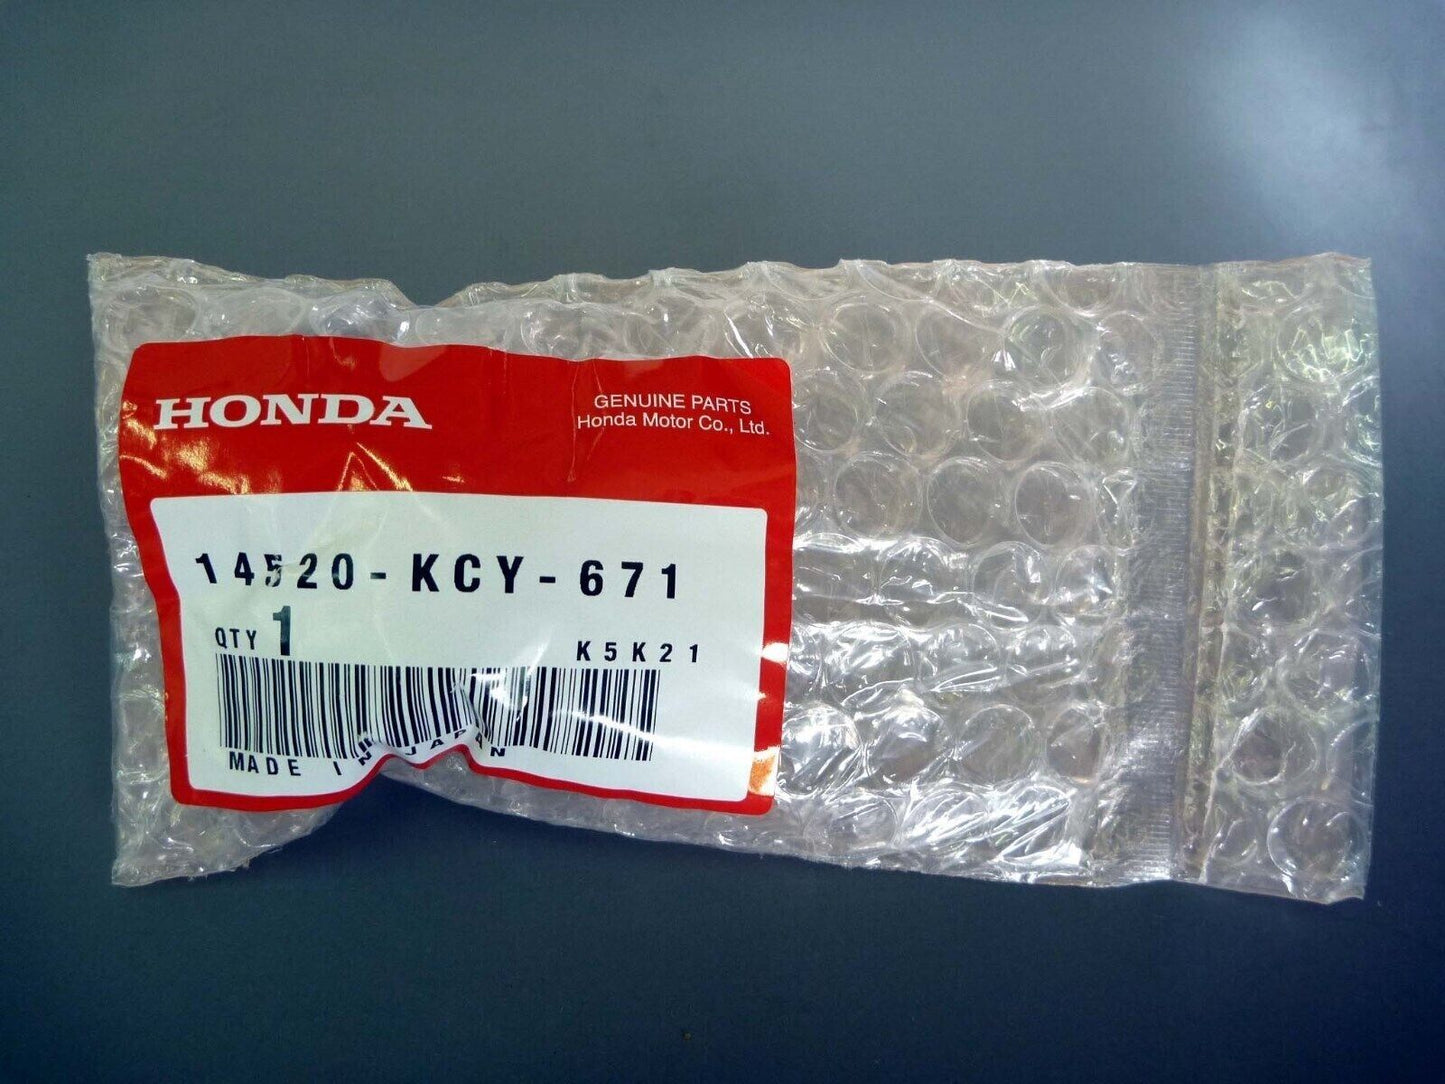 HONDA
GENUINE PARTS
Honda Motor Co., Ltd.
14520-KCY-671
QTY 1
K5K21
MADE IN JAPAN